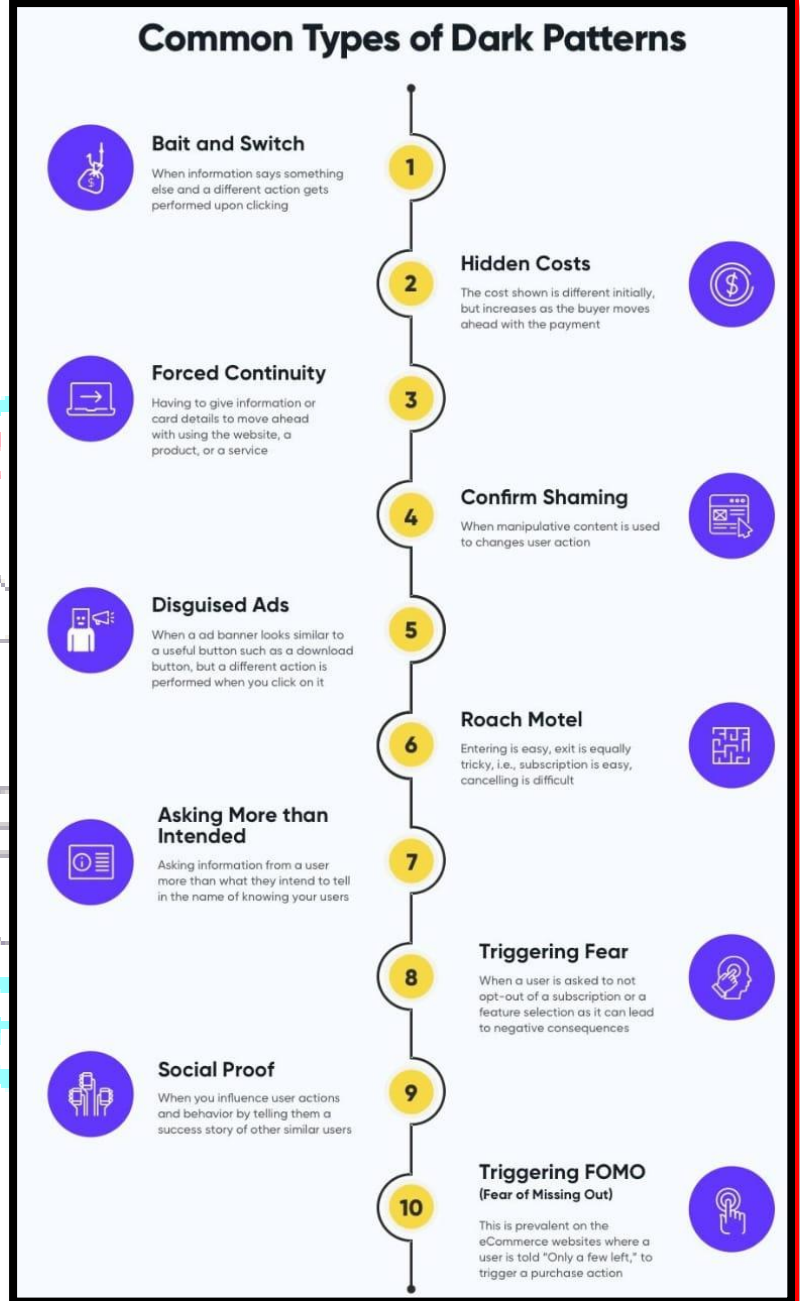 Common Types of Dark Patterns
Bait and Switch
When information says something
else and a different action gets
performed upon clicking
1
2
Hidden Costs
The cost shown is different initially,
but increases as the buyer moves
ahead with the payment
Forced Continuity
Having to give information or
card details to move ahead
with using the website, a
product, or a service
3
4
Confirm Shaming
When manipulative content is used
to changes user action
Disguised Ads
When a ad banner looks similar to
a useful button such as a download
button, but a different action is
performed when you click on it
5
6
Roach Motel
Entering is easy, exit is equally
tricky, i.e., subscription is easy,
cancelling is difficult
Asking More than
Intended
Asking information from a user
more than what they intend to tell
in the name of knowing your users
7
8
Triggering Fear
When a user is asked to not
opt-out of a subscription or a
feature selection as it can lead
to negative consequences
Social Proof
When you influence user actions
and behavior by telling them a
success story of other similar users
9
10
Triggering FOMO
(Fear of Missing Out)
This is prevalent on the
eCommerce websites where a
user is told "Only a few left," to
trigger a purchase action